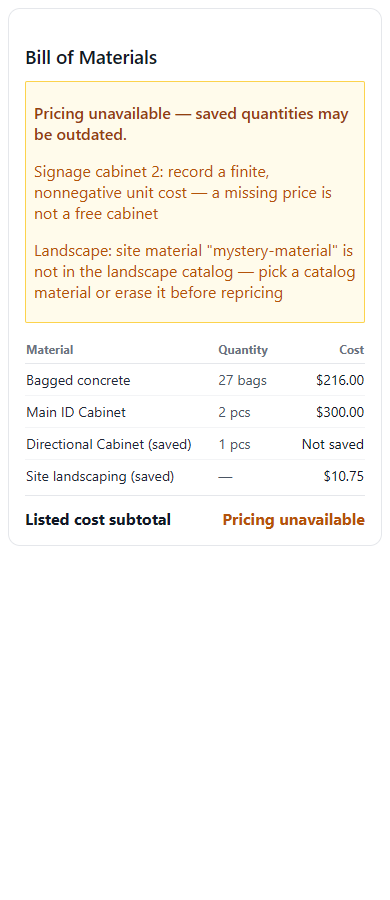 Bill of Materials
Pricing unavailable — saved quantities may
be outdated.
Signage cabinet 2: record a finite,
nonnegative unit cost — a missing price is
not a free cabinet
Landscape: site material "mystery-material" is
not in the landscape catalog — pick a catalog
material or erase it before repricing
Material Quantity Cost
Bagged concrete 27 bags $216.00
Main ID Cabinet 2 pcs $300.00
Directional Cabinet (saved) 1 pcs Not saved
Site landscaping (saved) — $10.75
Listed cost subtotal Pricing unavailable